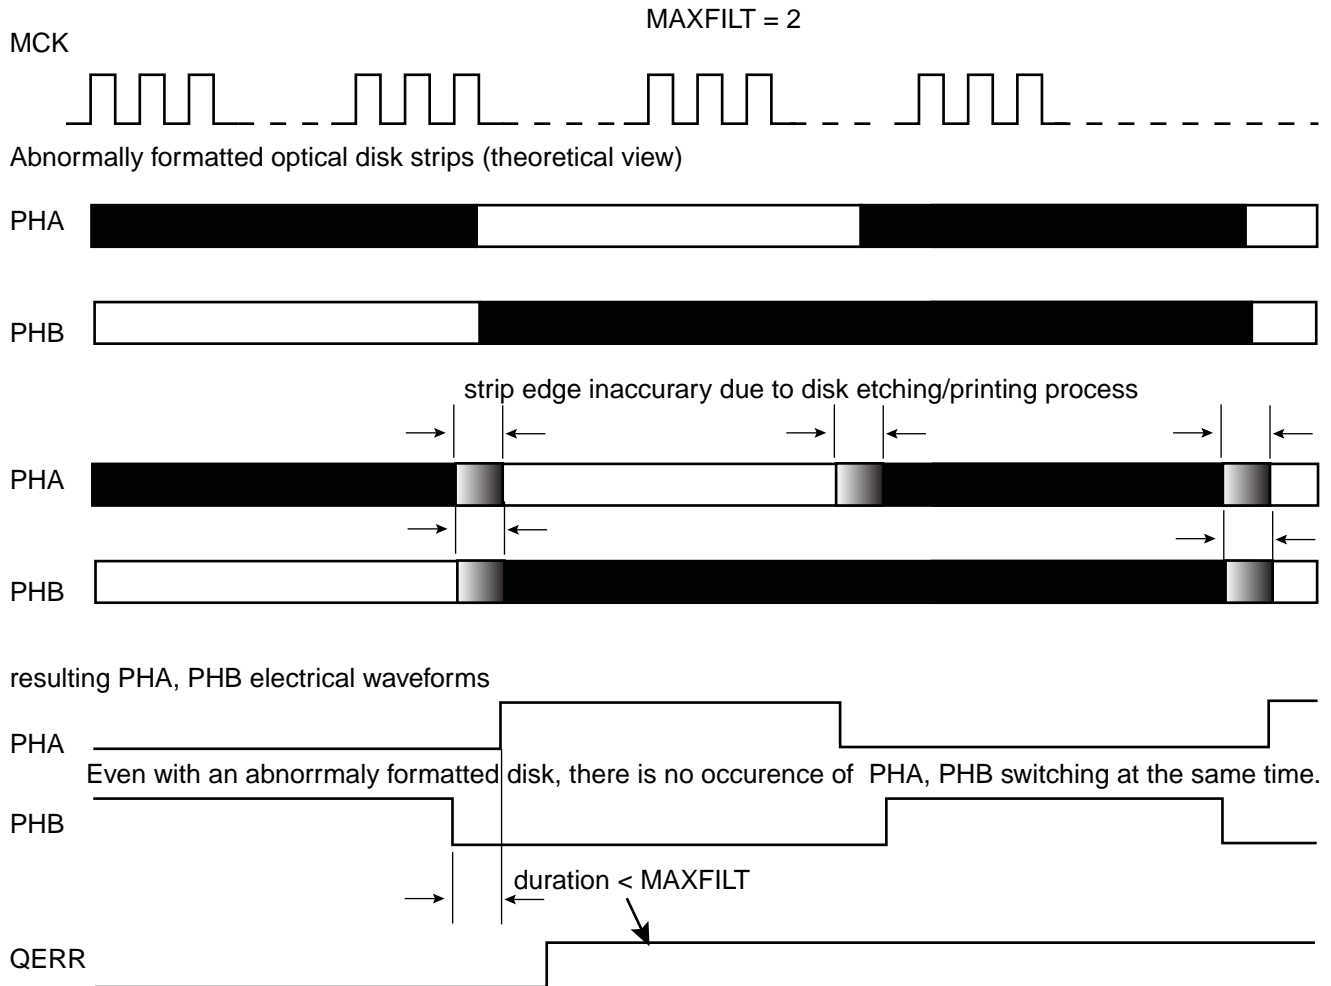 MAXFILT = 2
MCK
Abnormally formatted optical disk strips (theoretical view)
PHA
PHB
strip edge inaccurary due to disk etching/printing process
PHA
PHB
resulting PHA, PHB electrical waveforms
PHA
Even with an abnorrmaly formatted disk, there is no occurence of PHA, PHB switching at the same time.
PHB
duration < MAXFILT
QERR